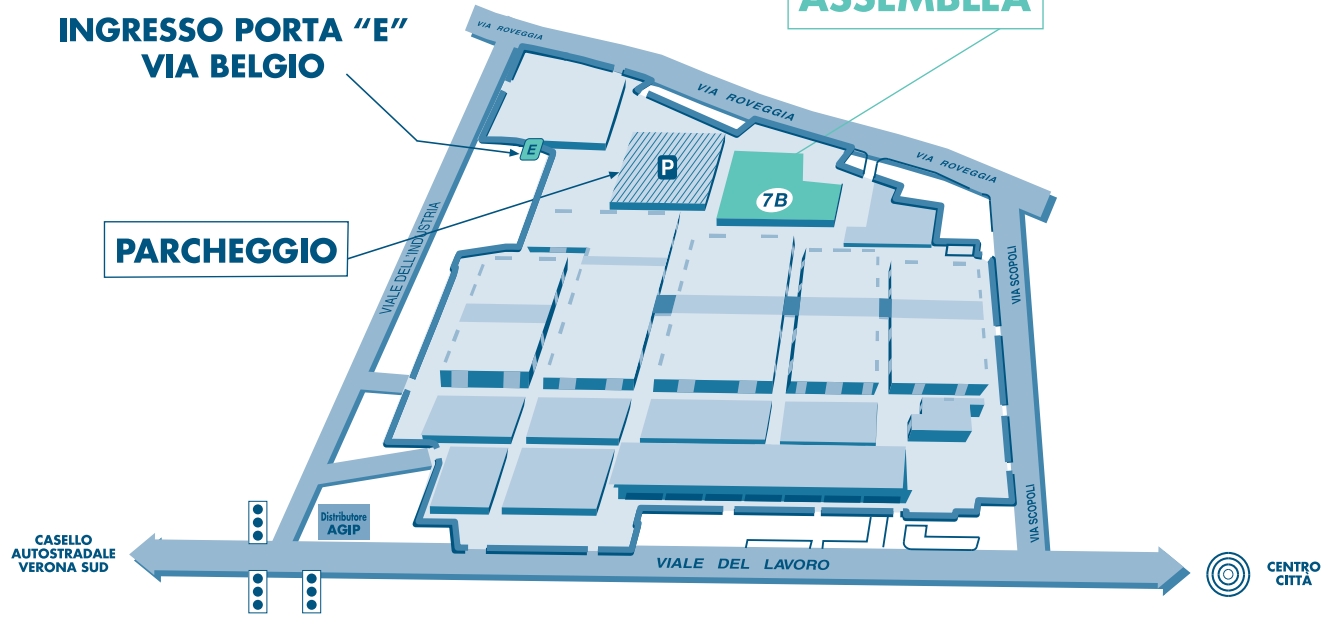 ASSEMBLEA
INGRESSO PORTA “E”
VIA BELGIO
VIA ROVEGGIA
VIA ROVEGGIA
VIA ROVEGGIA
E
P
7B
PARCHEGGIO
VIALE DELL'INDUSTRIA
VIA SCOPOLI
VIA SCOPOLI
Distributore
AGIP
CASELLO
AUTOSTRADALE
VERONA SUD
VIALE DEL LAVORO
CENTRO
CITTÀ